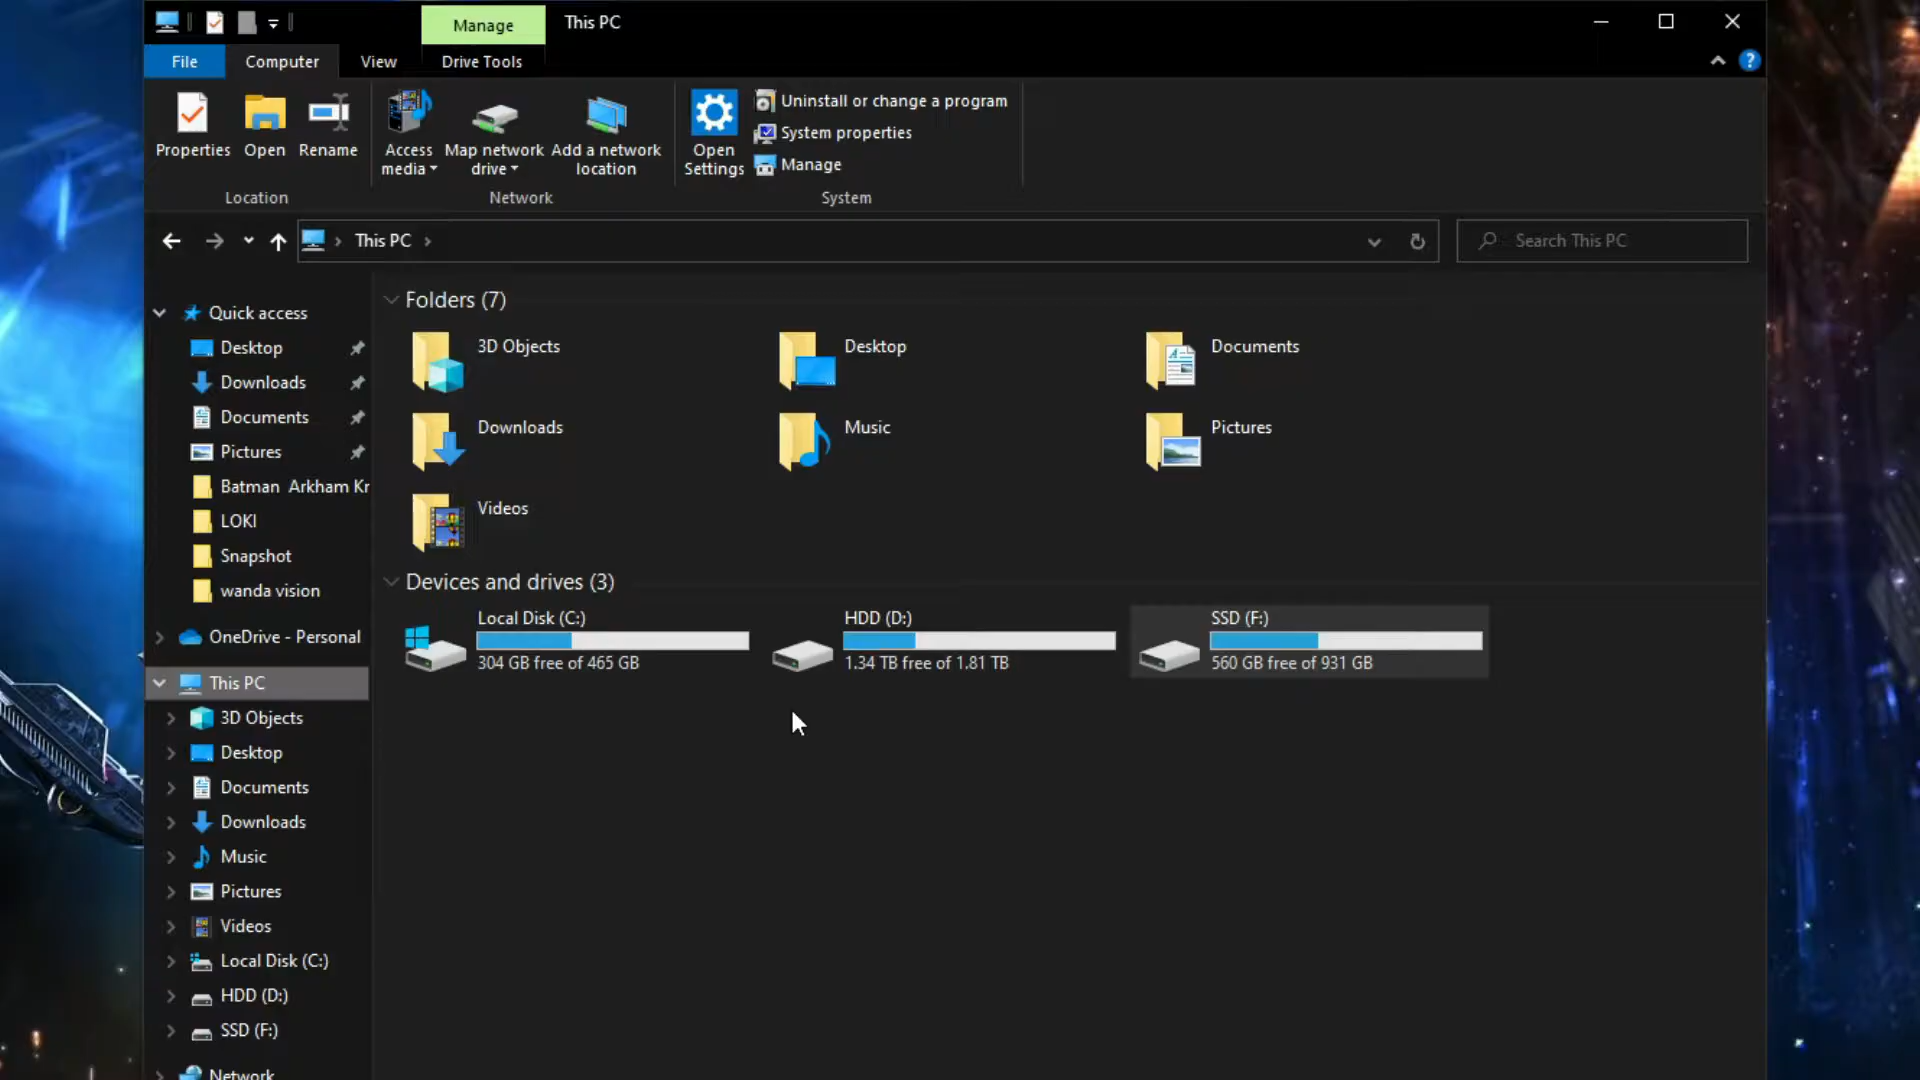 Manage
This PC
File
Computer
View
Drive Tools
Properties
Open
Rename
Access media
Map network drive
Add a network location
Open Settings
Uninstall or change a program
System properties
Manage
Location
Network
System
This PC
Search This PC
Quick access
Desktop
Downloads
Documents
Pictures
Batman Arkham Kr
LOKI
Snapshot
wanda vision
OneDrive - Personal
This PC
3D Objects
Desktop
Documents
Downloads
Music
Pictures
Videos
Local Disk (C:)
HDD (D:)
SSD (F:)
Network
Folders (7)
3D Objects
Desktop
Documents
Downloads
Music
Pictures
Videos
Devices and drives (3)
Local Disk (C:)
304 GB free of 465 GB
HDD (D:)
1.34 TB free of 1.81 TB
SSD (F:)
560 GB free of 931 GB